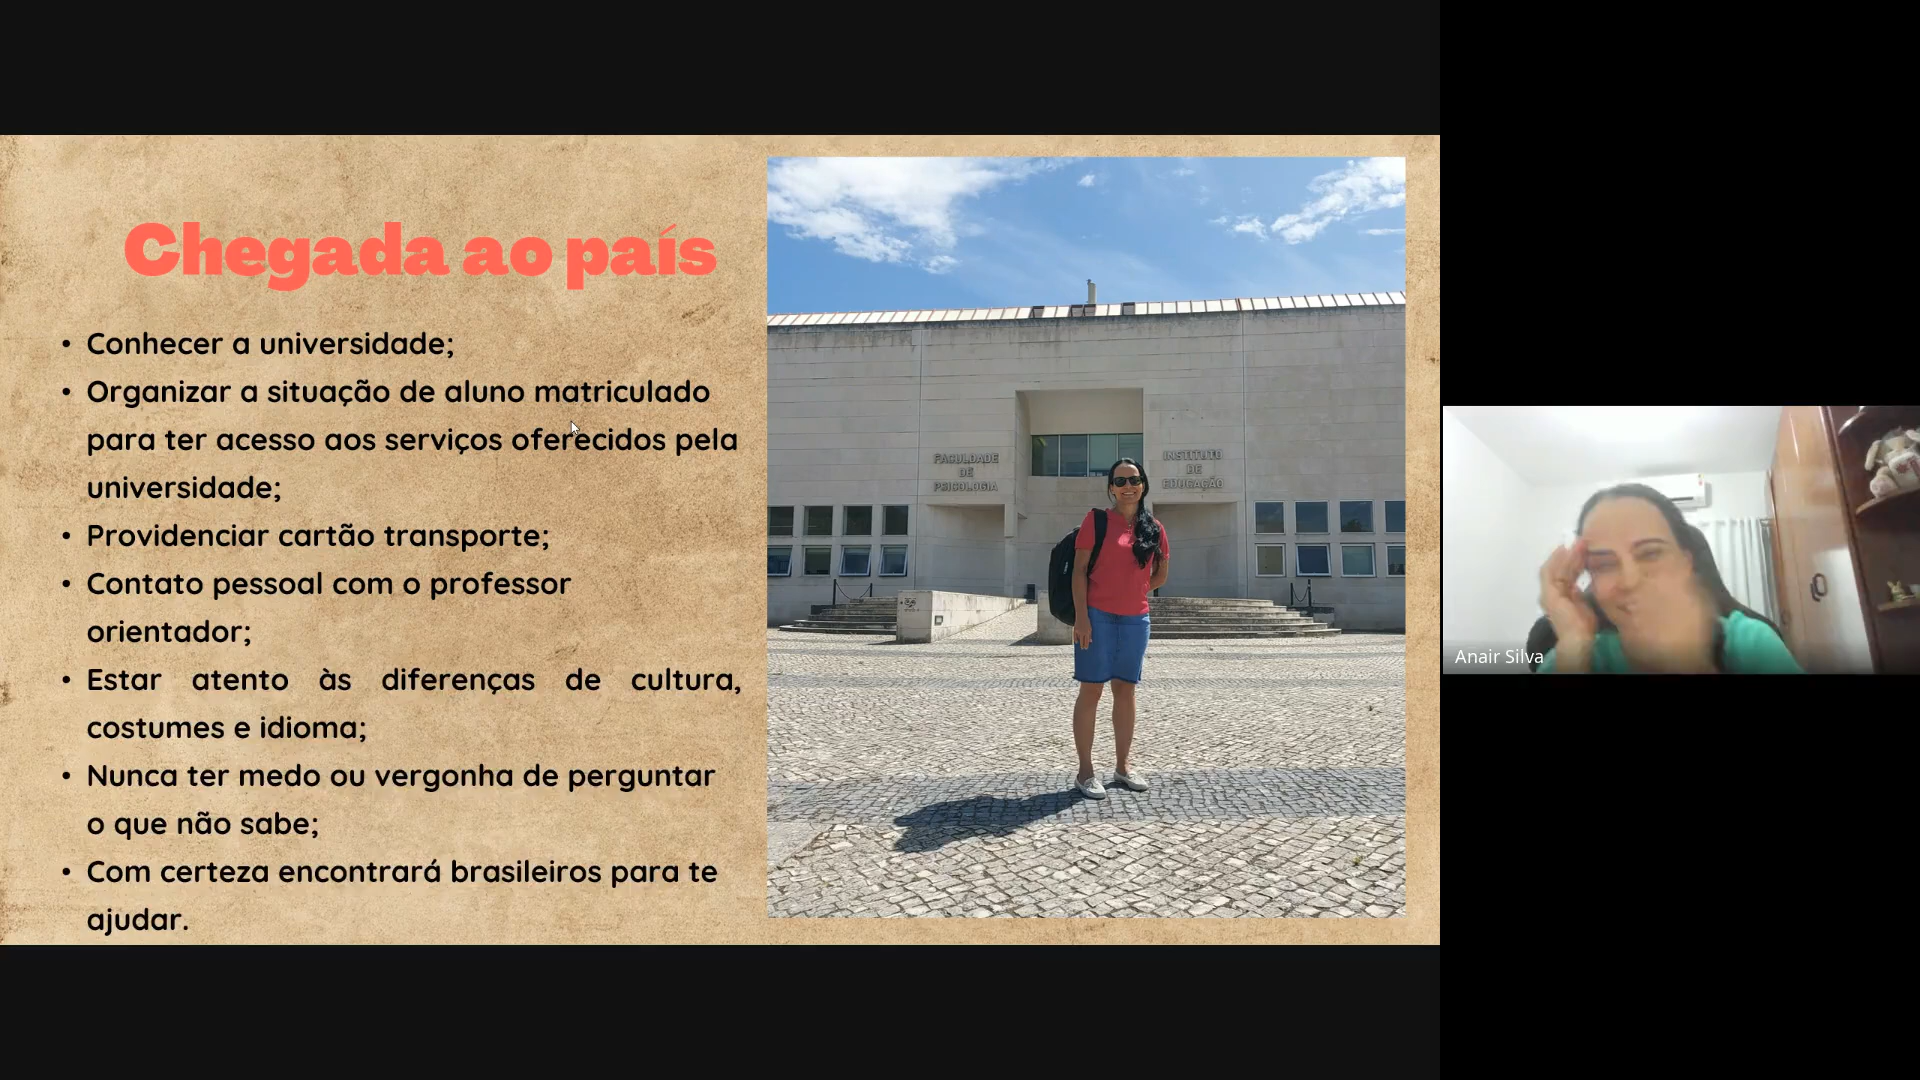 Chegada ao país
• Conhecer a universidade;
• Organizar a situação de aluno matriculado
para ter acesso aos serviços oferecidos pela
universidade;
• Providenciar cartão transporte;
• Contato pessoal com o professor
orientador;
• Estar atento às diferenças de cultura,
costumes e idioma;
• Nunca ter medo ou vergonha de perguntar
o que não sabe;
• Com certeza encontrará brasileiros para te
ajudar.
FACULDADE
DE
PSICOLOGIA
INSTITUTO
DE
EDUCAÇÃO
Anair Silva